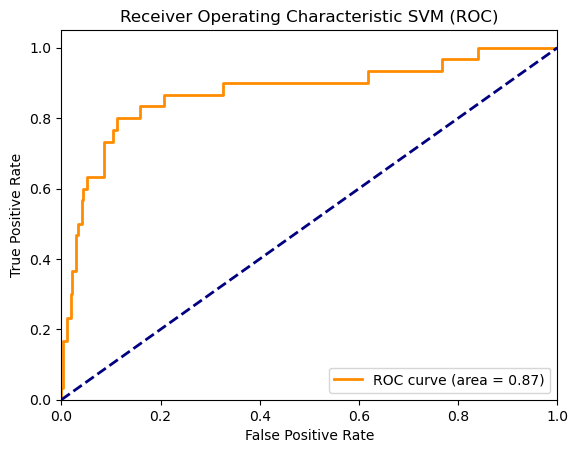 Receiver Operating Characteristic SVM (ROC)
1.0
0.8
0.6
0.4
0.2
0.0
True Positive Rate
ROC curve (area = 0.87)
0.0 0.2 0.4 0.6 0.8 1.0
False Positive Rate